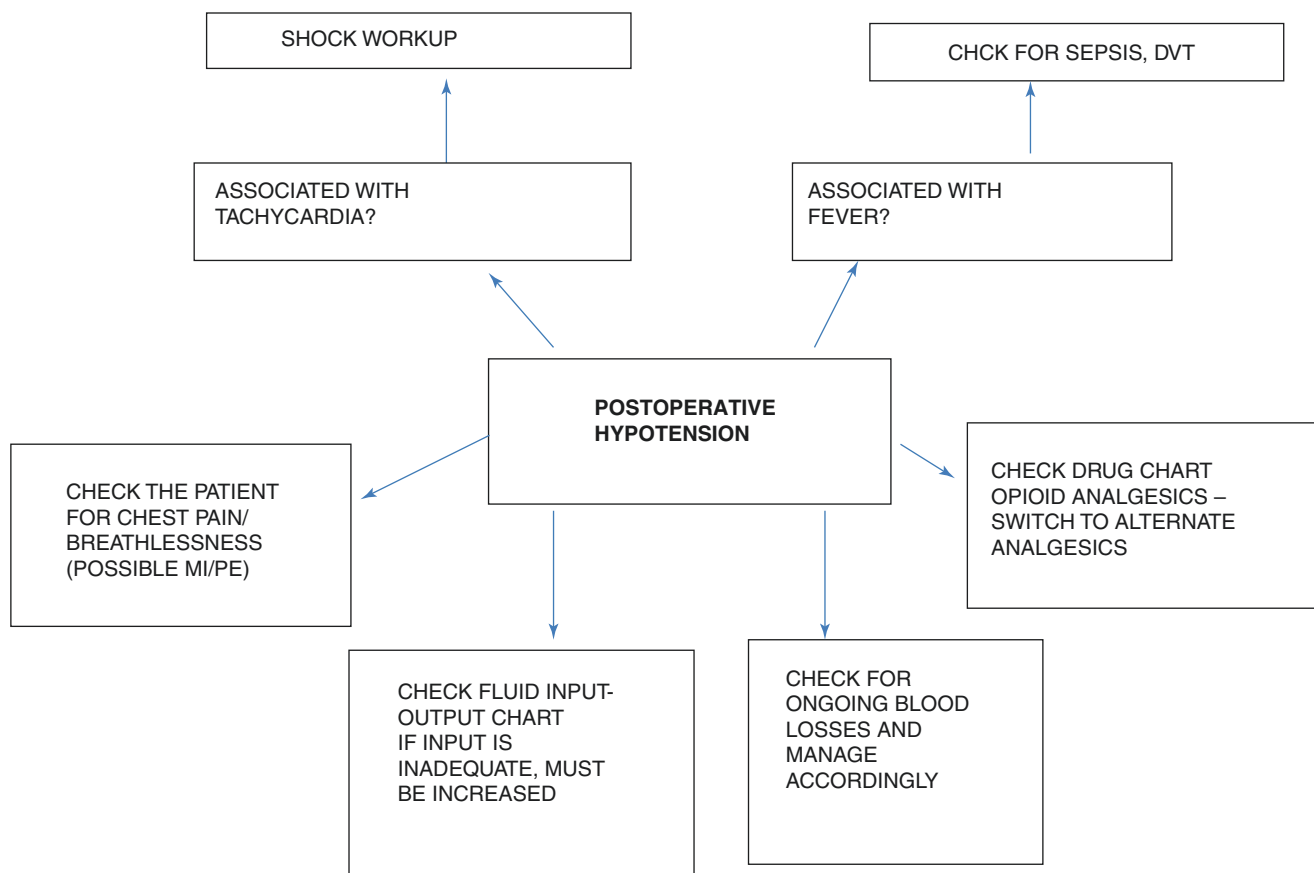 SHOCK WORKUP
CHCK FOR SEPSIS, DVT
ASSOCIATED WITH
TACHYCARDIA?
ASSOCIATED WITH
FEVER?
POSTOPERATIVE
HYPOTENSION
CHECK THE PATIENT
FOR CHEST PAIN/
BREATHLESSNESS
(POSSIBLE MI/PE)
CHECK DRUG CHART
OPIOID ANALGESICS –
SWITCH TO ALTERNATE
ANALGESICS
CHECK FLUID INPUT-
OUTPUT CHART
IF INPUT IS
INADEQUATE, MUST
BE INCREASED
CHECK FOR
ONGOING BLOOD
LOSSES AND
MANAGE
ACCORDINGLY